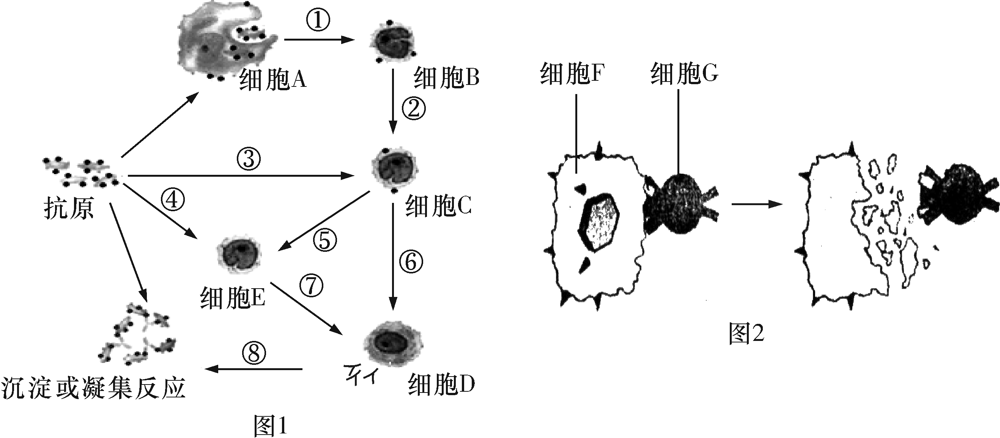 ①
细胞A
细胞B
②
抗原
③
④
细胞C
⑤
⑥
细胞E
⑦
⑧
细胞D
沉淀或凝集反应
图1
细胞F
细胞G
图2